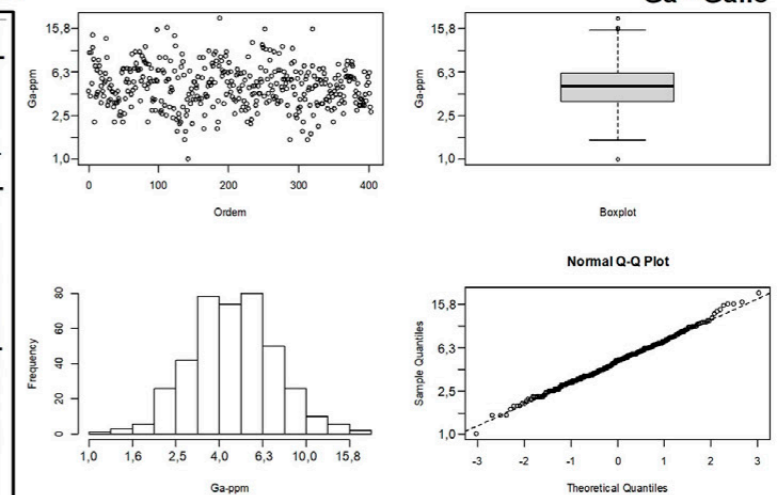 15,8
6,3
2,5
1,0
Ga-ppm
0 100 200 300 400
Ordem
15,8
6,3
2,5
1,0
Ga-ppm
Boxplot
80
60
40
20
0
Frequency
1,0 1,6 2,5 4,0 6,3 10,0 15,8
Ga-ppm
Normal Q-Q Plot
15,8
6,3
2,5
1,0
Sample Quantiles
-3 -2 -1 0 1 2 3
Theoretical Quantiles